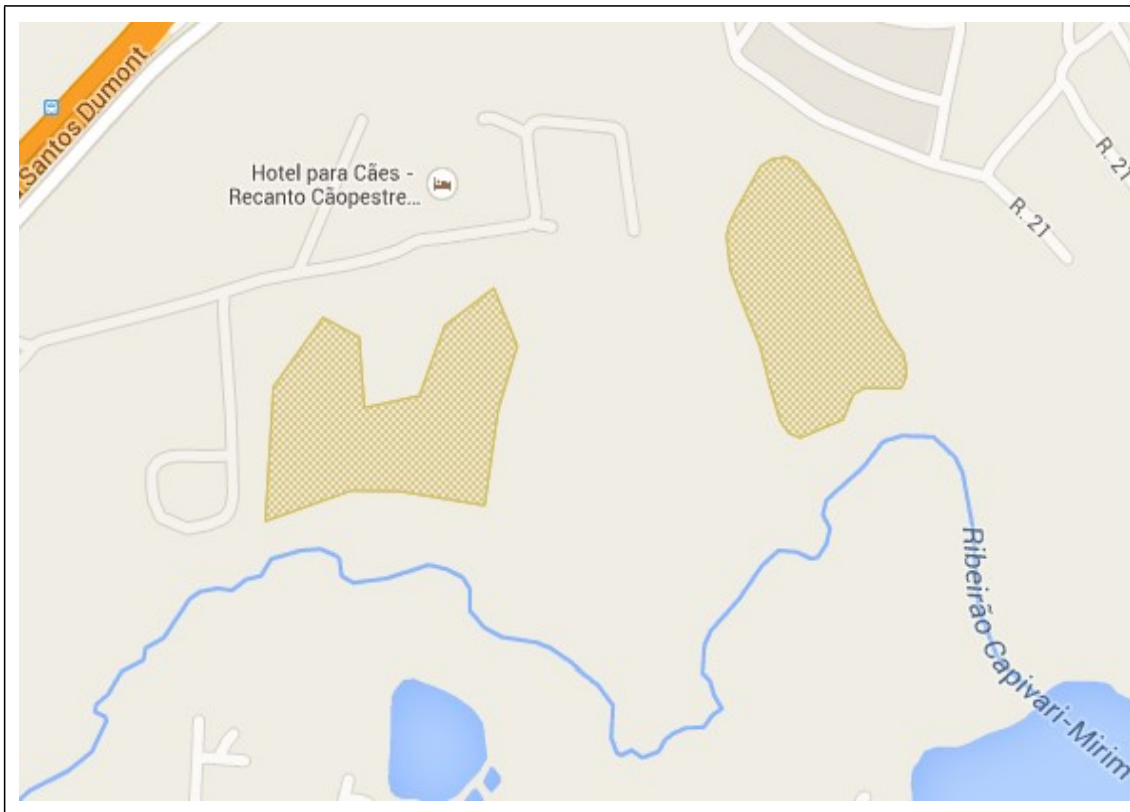 .Santos Dumont
Hotel para Cães -
Recanto Cãopestre...
R. 21
R. 21
Ribeirão Capivari-Mirim